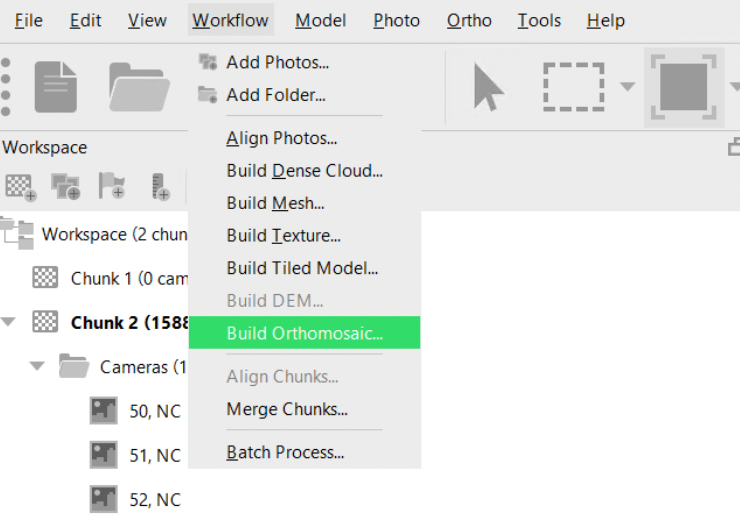 File Edit View Workflow Model Photo Ortho Tools Help
Add Photos...
Add Folder...
Align Photos...
Build Dense Cloud...
Build Mesh...
Build Texture...
Build Tiled Model...
Build DEM...
Build Orthomosaic...
Align Chunks...
Merge Chunks...
Batch Process...
Workspace
Workspace (2 chun
Chunk 1 (0 cam
Chunk 2 (1588
Cameras (1
50, NC
51, NC
52, NC